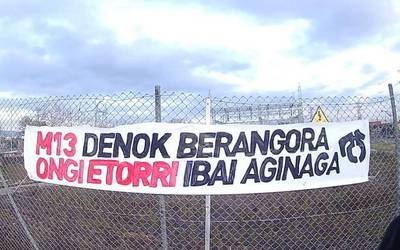 M13 DENOK BERANGORA
ONGI ETORRI IBAI AGINAGA